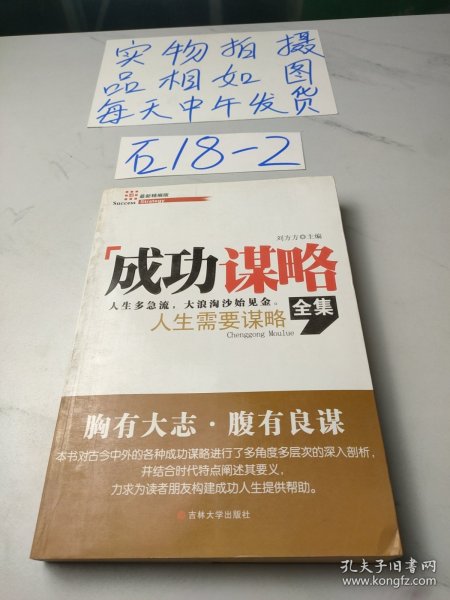 实物拍摄
品相如图
每天中午发货
石18-2
最新精编版
Success Strategy
刘方方 主编
「成功谋略
人生多急流，大浪淘沙始见金。
人生需要谋略 全集
Chenggong Moulue
胸有大志·腹有良谋
本书对古今中外的各种成功谋略进行了多角度多层次的深入剖析，
并结合时代特点阐述其要义，
力求为读者朋友构建成功人生提供帮助。
吉林大学出版社
孔夫子旧书网
www.kongfz.com